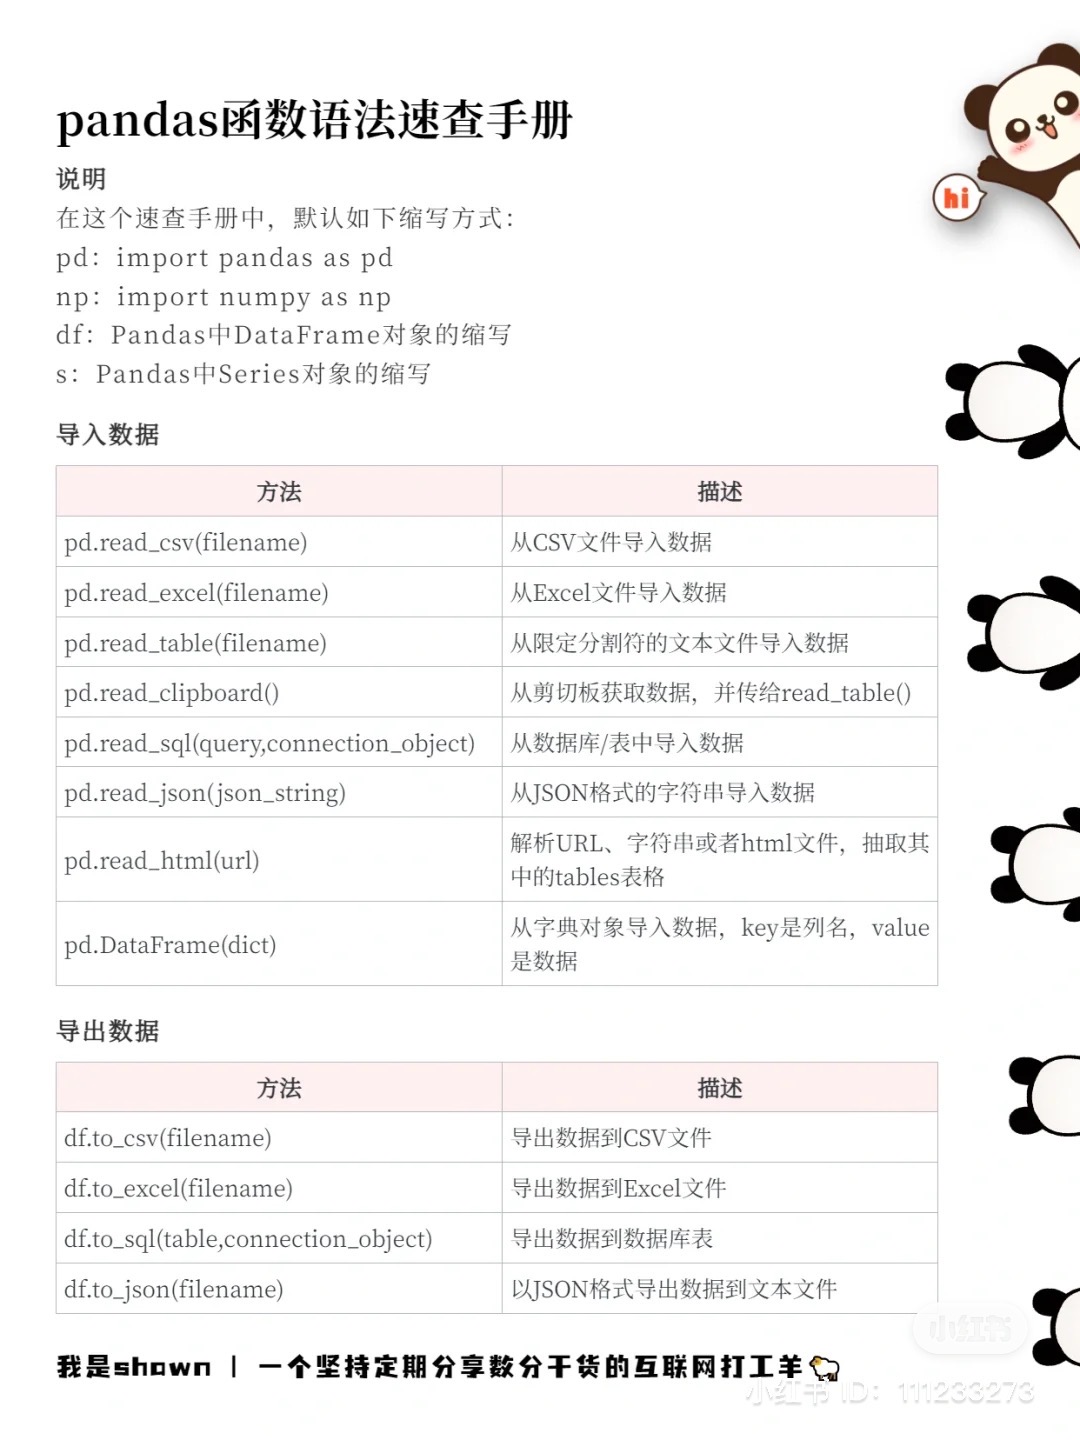 pandas函数语法速查手册
hi
说明
在这个速查手册中，默认如下缩写方式：
pd：import pandas as pd
np：import numpy as np
df：Pandas中DataFrame对象的缩写
s：Pandas中Series对象的缩写
导入数据
方法 描述
pd.read_csv(filename) 从CSV文件导入数据
pd.read_excel(filename) 从Excel文件导入数据
pd.read_table(filename) 从限定分割符的文本文件导入数据
pd.read_clipboard() 从剪切板获取数据，并传给read_table()
pd.read_sql(query,connection_object) 从数据库/表中导入数据
pd.read_json(json_string) 从JSON格式的字符串导入数据
pd.read_html(url) 解析URL、字符串或者html文件，抽取其
中的tables表格
pd.DataFrame(dict) 从字典对象导入数据，key是列名，value
是数据
导出数据
方法 描述
df.to_csv(filename) 导出数据到CSV文件
df.to_excel(filename) 导出数据到Excel文件
df.to_sql(table,connection_object) 导出数据到数据库表
df.to_json(filename) 以JSON格式导出数据到文本文件
小红书
我是shown | 一个坚持定期分享数分干货的互联网打工羊
小红书 ID：111233273